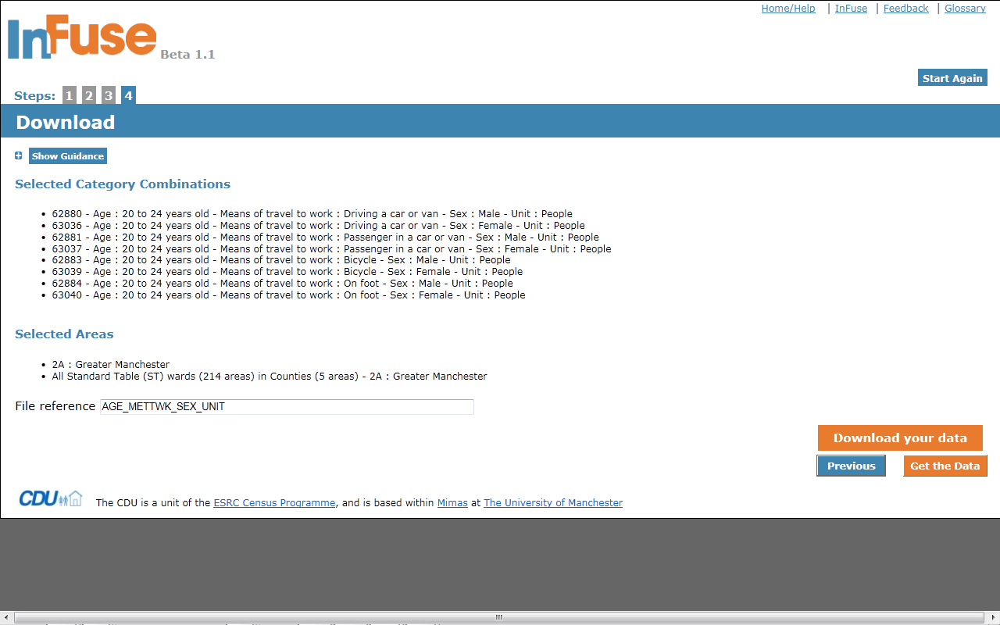 Home/Help | InFuse | Feedback | Glossary
InFuse Beta 1.1
Start Again
Steps: 1 2 3 4
Download
Show Guidance
Selected Category Combinations
• 62880 - Age : 20 to 24 years old - Means of travel to work : Driving a car or van - Sex : Male - Unit : People
• 63036 - Age : 20 to 24 years old - Means of travel to work : Driving a car or van - Sex : Female - Unit : People
• 62881 - Age : 20 to 24 years old - Means of travel to work : Passenger in a car or van - Sex : Male - Unit : People
• 63037 - Age : 20 to 24 years old - Means of travel to work : Passenger in a car or van - Sex : Female - Unit : People
• 62883 - Age : 20 to 24 years old - Means of travel to work : Bicycle - Sex : Male - Unit : People
• 63039 - Age : 20 to 24 years old - Means of travel to work : Bicycle - Sex : Female - Unit : People
• 62884 - Age : 20 to 24 years old - Means of travel to work : On foot - Sex : Male - Unit : People
• 63040 - Age : 20 to 24 years old - Means of travel to work : On foot - Sex : Female - Unit : People
Selected Areas
• 2A : Greater Manchester
• All Standard Table (ST) wards (214 areas) in Counties (5 areas) - 2A : Greater Manchester
File reference AGE_METTWK_SEX_UNIT
Download your data
Previous Get the Data
CDU The CDU is a unit of the ESRC Census Programme, and is based within Mimas at The University of Manchester